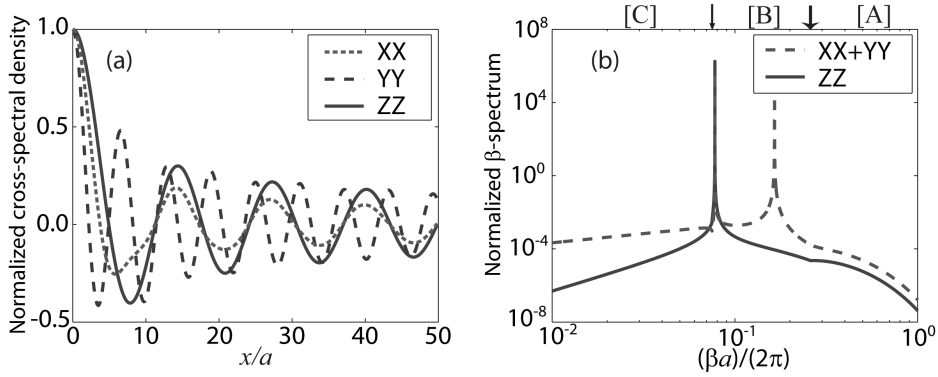 [C] [B] [A]
(a)
XX
YY
ZZ
Normalized cross-spectral density
1.0
0.5
0.0
-0.5
0 10 20 30 40 50
x/a
(b)
XX+YY
ZZ
Normalized β-spectrum
10^8
10^4
10^0
10^-4
10^-8
10^-2 10^-1 10^0
(βa)/(2π)